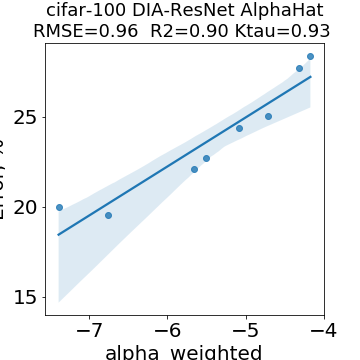 cifar-100 DIA-ResNet AlphaHat
RMSE=0.96 R2=0.90 Ktau=0.93
25
20
15
−7 −6 −5 −4
alpha_weighted